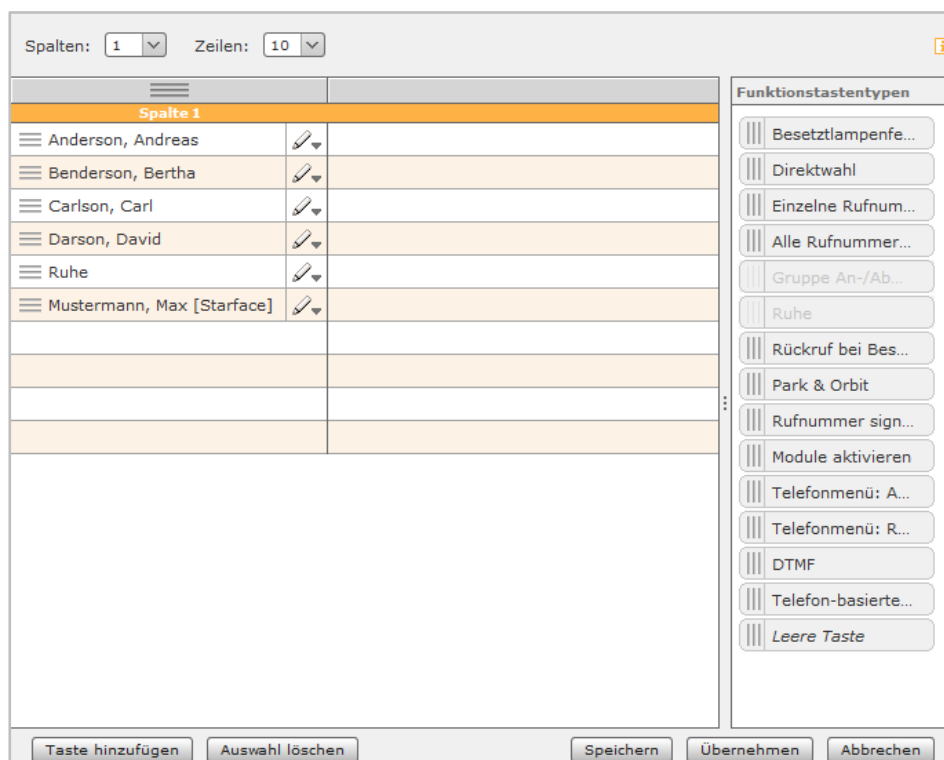 Spalten: 1 Zeilen: 10
Spalte 1
Anderson, Andreas
Benderson, Bertha
Carlson, Carl
Darson, David
Ruhe
Mustermann, Max [Starface]
Funktionstastentypen
Besetztlampenfe...
Direktwahl
Einzelne Rufnum...
Alle Rufnummer...
Gruppe An-/Ab...
Ruhe
Rückruf bei Bes...
Park & Orbit
Rufnummer sign...
Module aktivieren
Telefonmenü: A...
Telefonmenü: R...
DTMF
Telefon-basierte...
Leere Taste
Taste hinzufügen Auswahl löschen Speichern Übernehmen Abbrechen